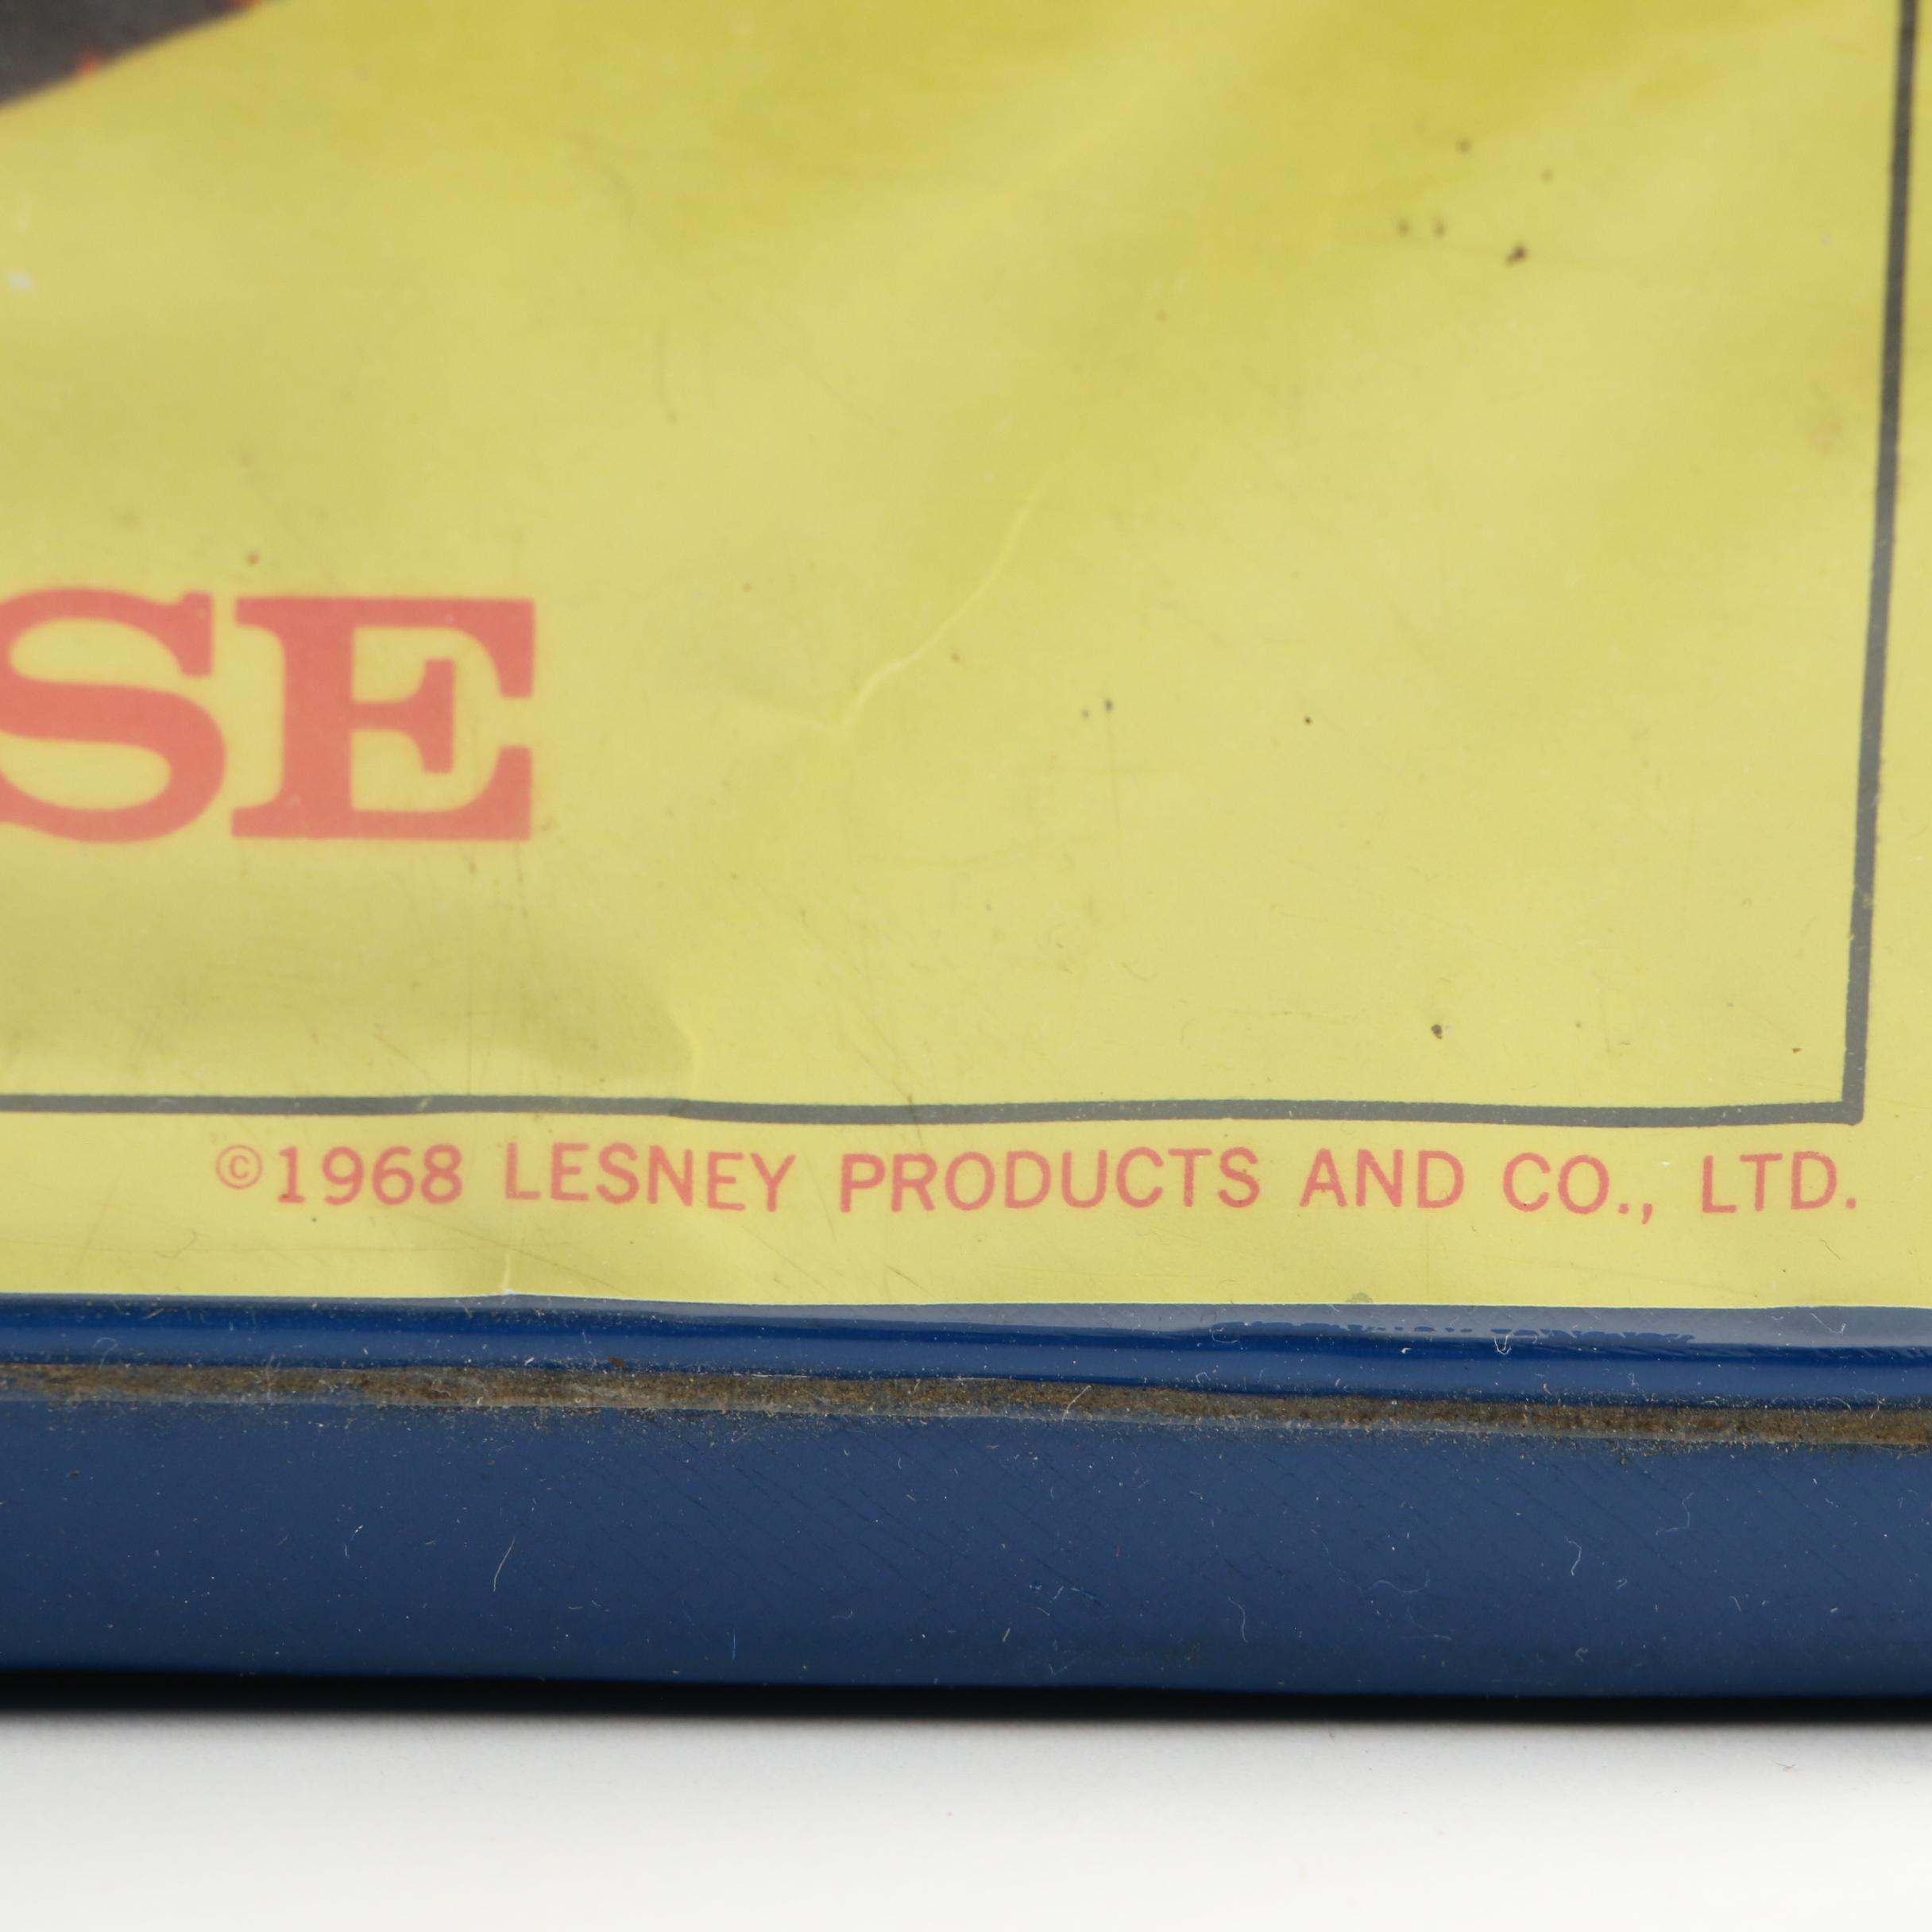 SE
©1968 LESNEY PRODUCTS AND CO., LTD.